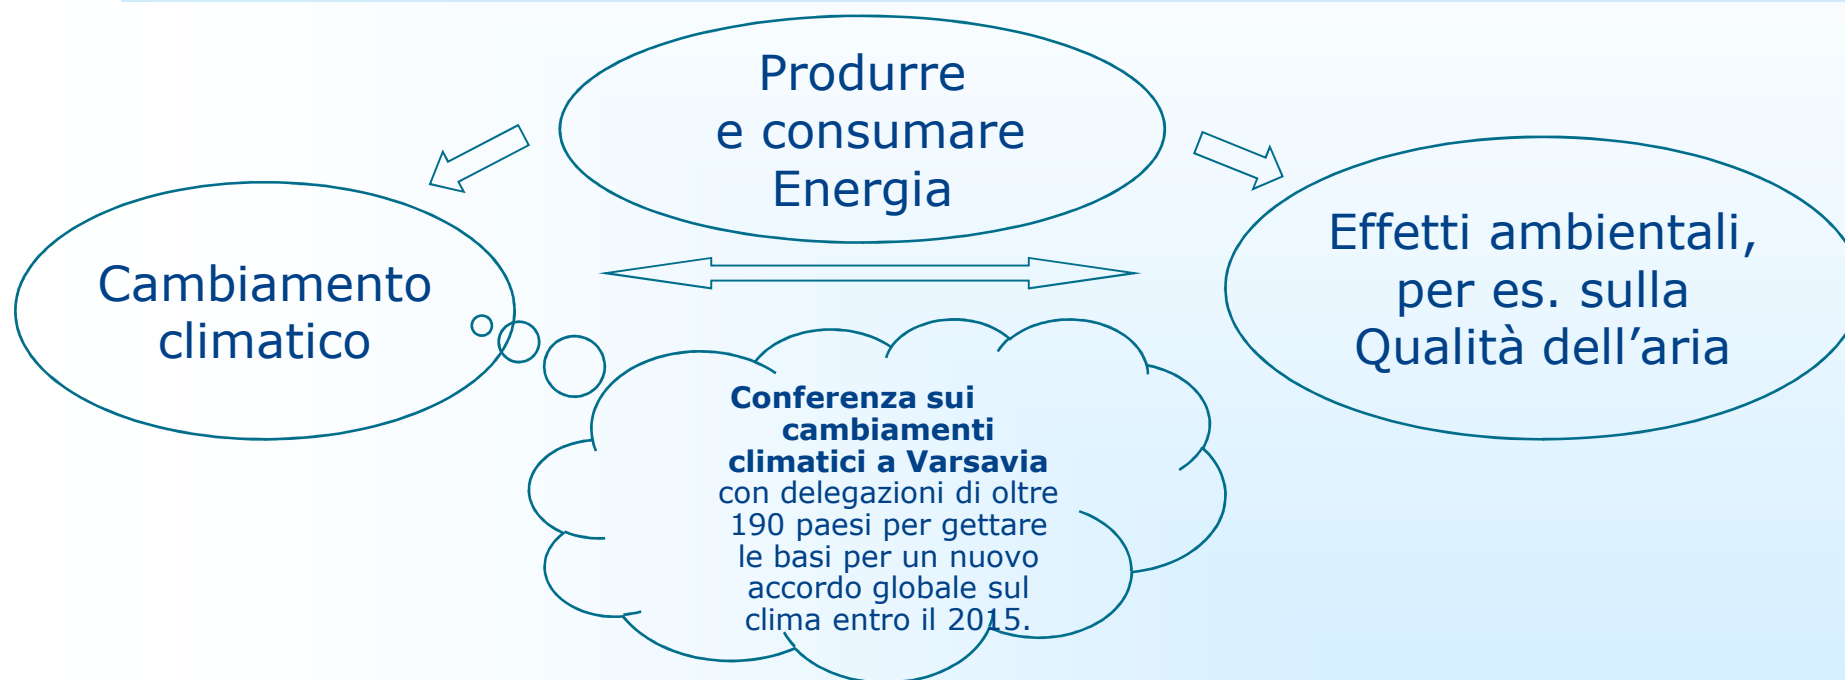 Produrre
e consumare
Energia
Cambiamento
climatico
Effetti ambientali,
per es. sulla
Qualità dell’aria
Conferenza sui
cambiamenti
climatici a Varsavia
con delegazioni di oltre
190 paesi per gettare
le basi per un nuovo
accordo globale sul
clima entro il 2015.